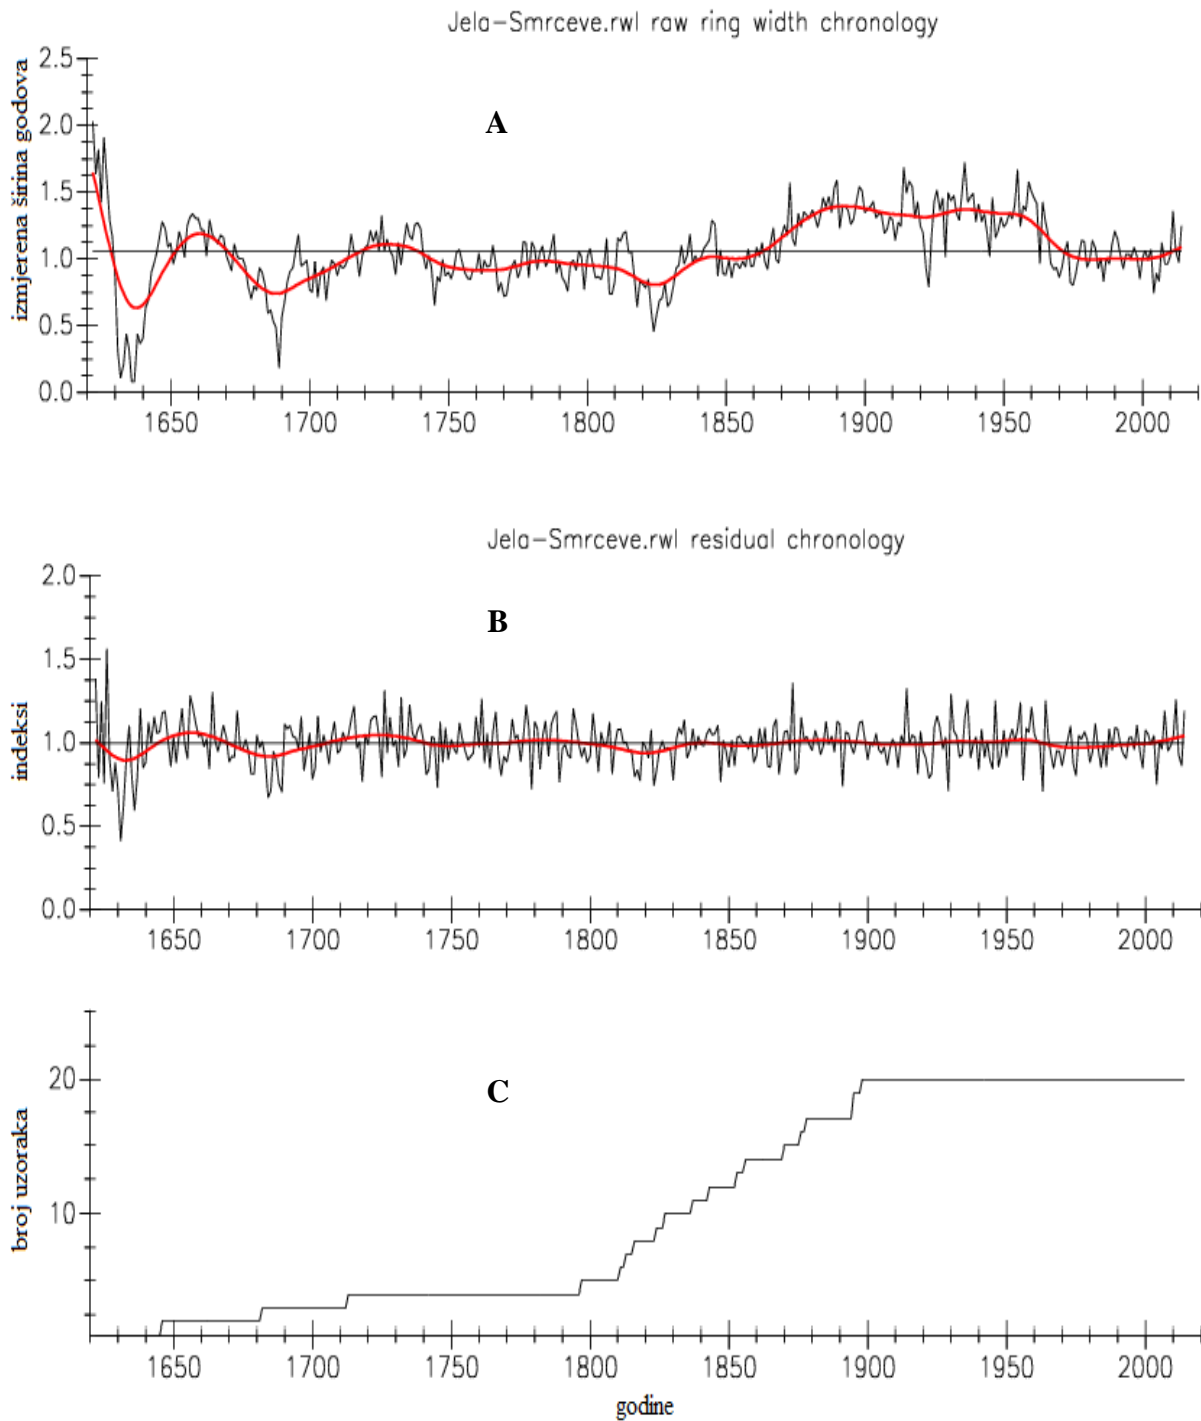 Jela-Smrceve.rwl raw ring width chronology
A
izmjerena širina godova
2.5
2.0
1.5
1.0
0.5
0.0
1650 1700 1750 1800 1850 1900 1950 2000
Jela-Smrceve.rwl residual chronology
B
indeksi
2.0
1.5
1.0
0.5
0.0
1650 1700 1750 1800 1850 1900 1950 2000
C
broj uzoraka
20
10
1650 1700 1750 1800 1850 1900 1950 2000
godine